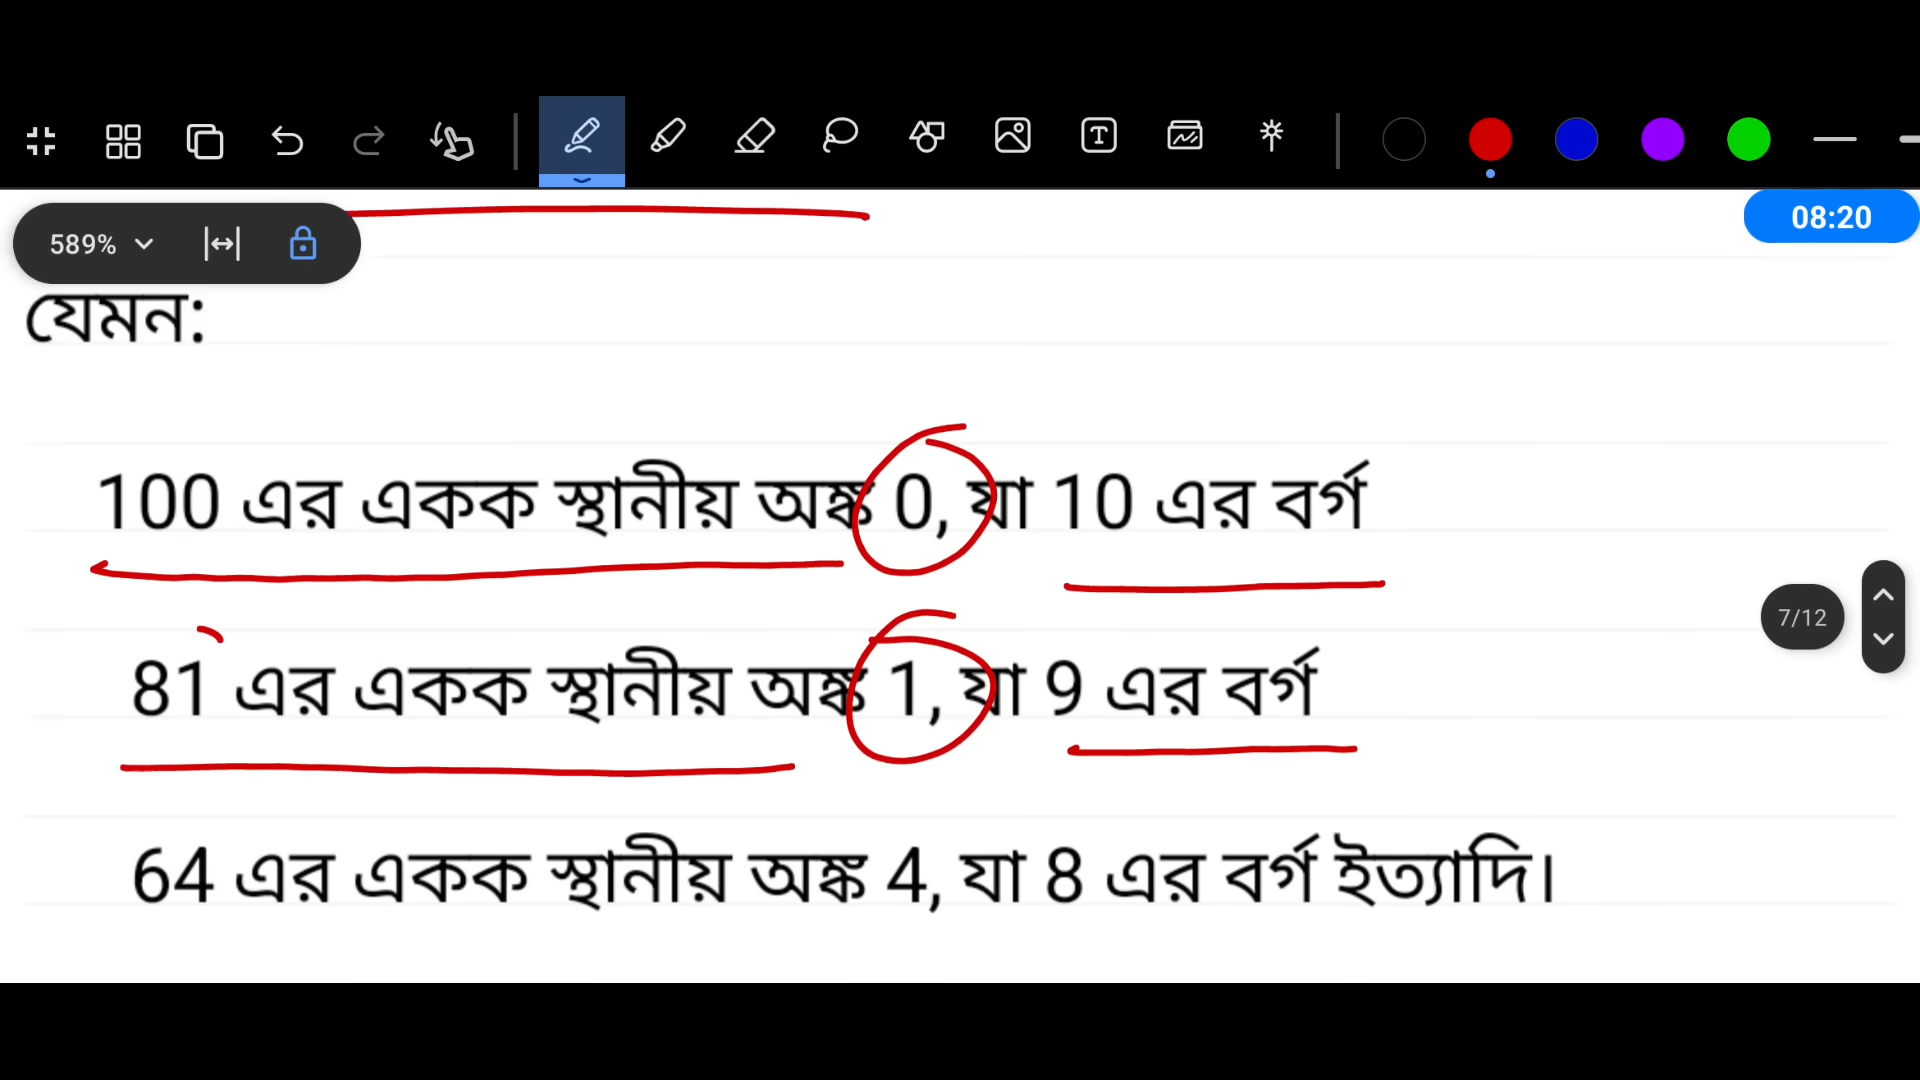 589%
08:20
যেমন:
100 এর একক স্থানীয় অঙ্ক 0, যা 10 এর বর্গ
7/12
81 এর একক স্থানীয় অঙ্ক 1, যা 9 এর বর্গ
64 এর একক স্থানীয় অঙ্ক 4, যা 8 এর বর্গ ইত্যাদি।